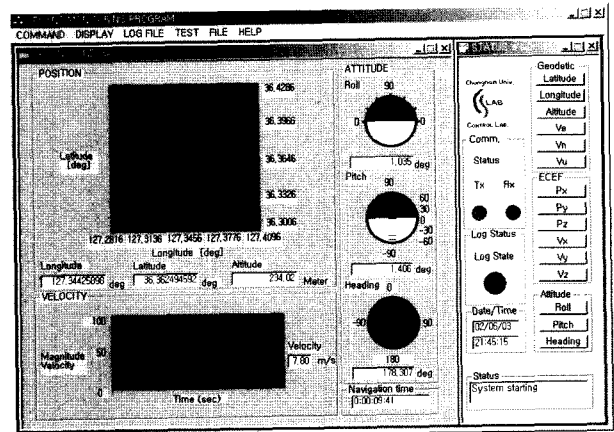 PROGRAM
COMMAND DISPLAY LOG FILE TEST FILE HELP
POSITION
36,4286
36,3966
36,3646
36,3326
36,3006
Latitude
[deg]
127,2816 127,3136 127,3456 127,3776 127,4096
Longitude [deg]
Longitude Latitude Altitude
deg 36,362494592 deg 234,02 Meter
VELOCITY
100
50
0
Magnitude
Velocity
Time (sec)
Velocity
7,80 m/s
ATTITUDE
Roll 90
0 0
1,035 deg
Pitch
90
60
30
0
-30
-60
-90
1,406 deg
Heading 0
-90 90
180
178,307 deg
Navigation time
0:00:09:41
Chungnam Univ.
LAB
Control Lab.
Comm.
Status
Tx Rx
Log Status
Log State
Date/Time
02/06/03
21:45:15
Geodetic
Latitude
Longitude
Altitude
Ve
Vn
Vu
ECEF
Px
Py
Pz
Vx
Vy
Vz
Attitude
Roll
Pitch
Heading
Status
System starting